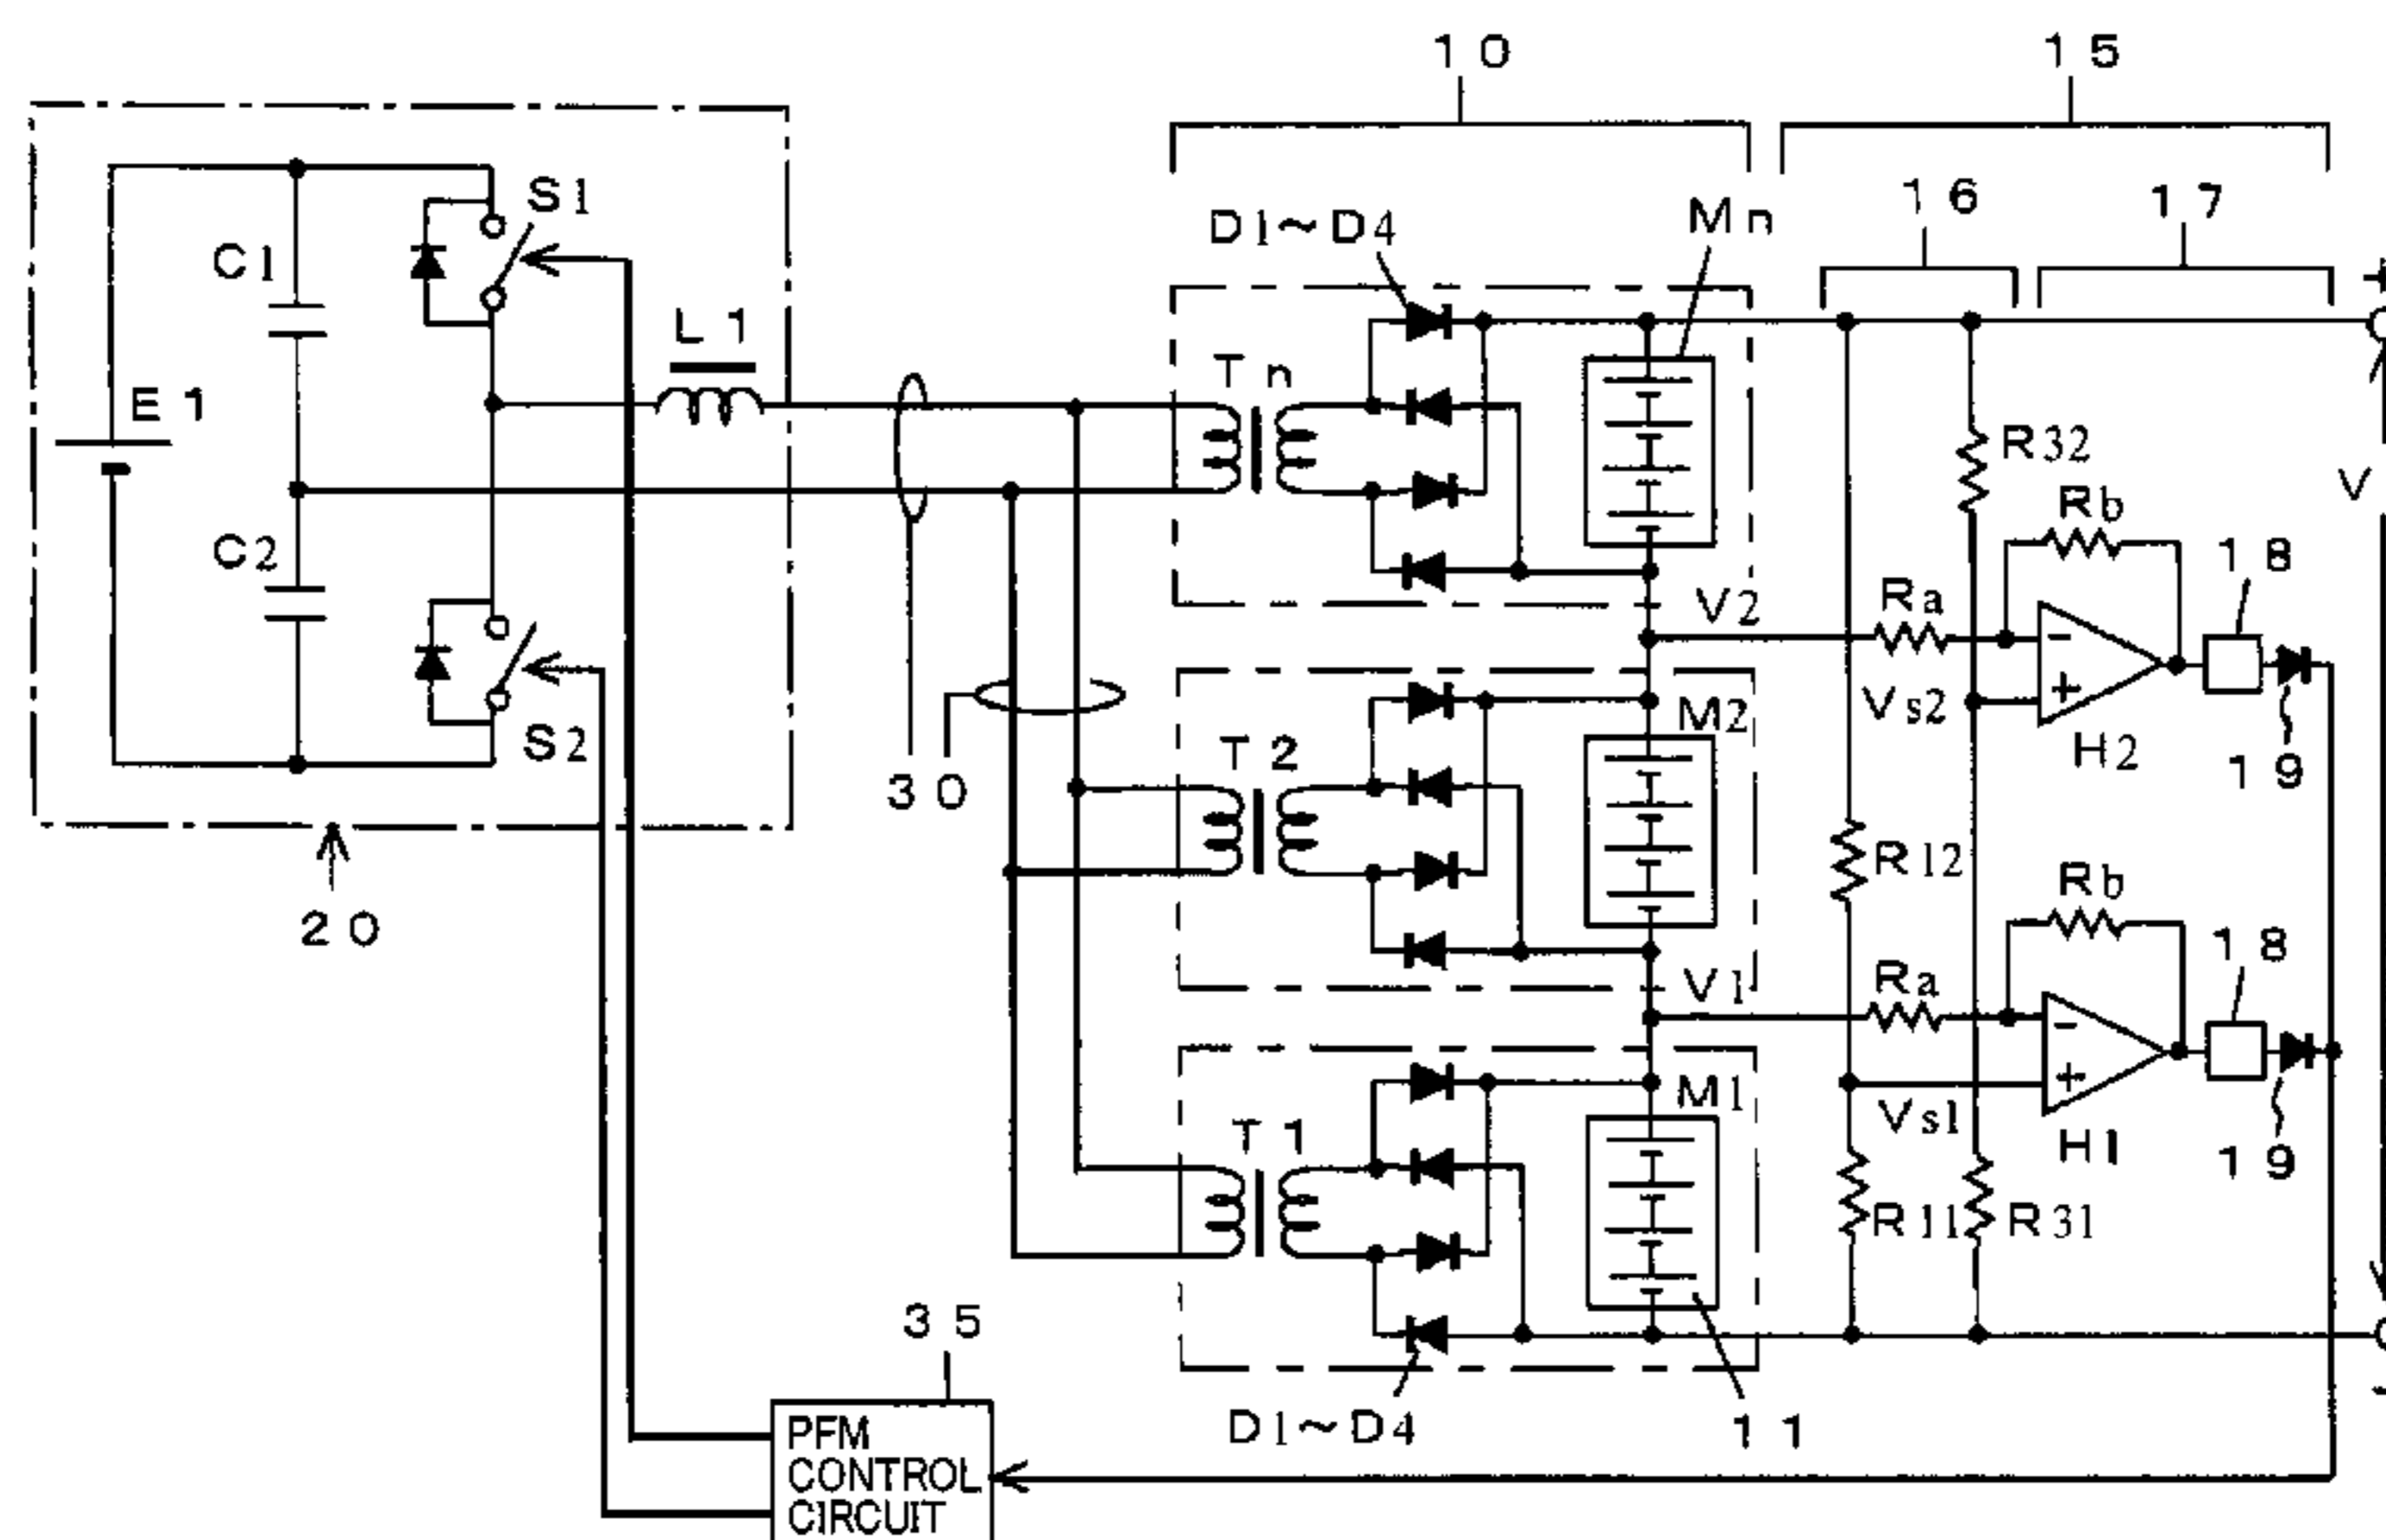 10
15
16
17
S1
C1
D1~D4
Mn
+
L1
Tn
E1
R32
V
Rb
18
C2
V2
Ra
Vs2
M2
H2
S2
T2
30
19
R12
Rb
20
18
V1
Ra
M1
Vs1
T1
H1
19
R11
R31
35
-
D1~D4
11
PFM
CONTROL
CIRCUIT